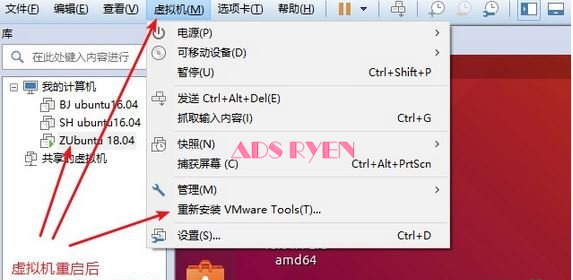 文件(F) 编辑(E) 查看(V) 虚拟机(M) 选项卡(T) 帮助(H)
库
在此处键入内容进行
我的计算机
BJ ubuntu16.04
SH ubuntu16.04
ZUbuntu 18.04
共享的虚拟机
虚拟机重启后
电源(P)
可移动设备(D)
暂停(U) Ctrl+Shift+P
发送 Ctrl+Alt+Del(E)
抓取输入内容(I) Ctrl+G
快照(N)
捕获屏幕 (C) Ctrl+Alt+PrtScn
管理(M)
重新安装 VMware Tools(T)...
设置(S)... Ctrl+D
ADS RYEN
amd64